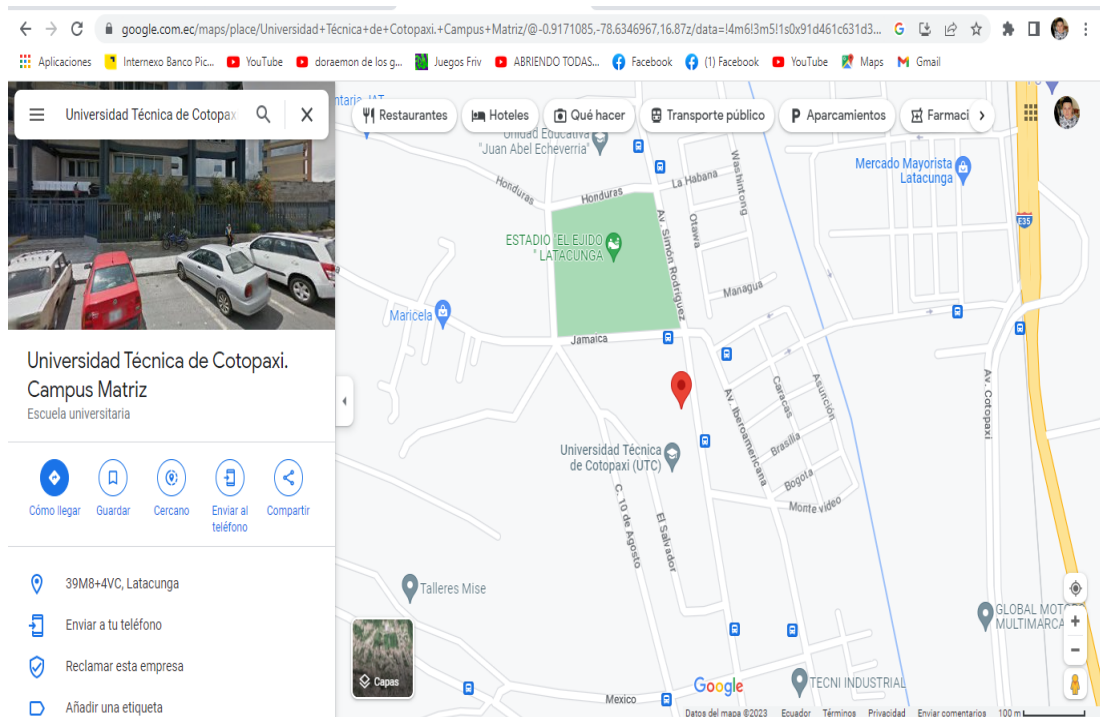 google.com.ec/maps/place/Universidad+Técnica+de+Cotopaxi.+Campus+Matriz/@-0.9171085,-78.6346967,16.87z/data=!4m6!3m5!1s0x91d461c631d3...
Aplicaciones
Internexo Banco Pic...
YouTube
doraemon de los g...
Juegos Friv
ABRIENDO TODAS...
Facebook
(1) Facebook
YouTube
Maps
Gmail
Universidad Técnica de Cotopax
Restaurantes
Hoteles
Qué hacer
Transporte público
P Aparcamientos
Farmaci
Unidad Educativa
"Juan Abel Echeverria"
Mercado Mayorista
Latacunga
E35
Honduras
Honduras
La Habana
Washintong
Otawa
Av. Simón Rodríguez
ESTADIO "EL EJIDO
" LATACUNGA
Managua
Maricela
Jamaica
Av. Iberoamericana
Caracas
Asunción
Brasilia
Bogota
Monte video
Av. Cotopaxi
Universidad Técnica
de Cotopaxi (UTC)
C. 10 de Agosto
El Salvador
Talleres Mise
GLOBAL MOTO
MULTIMARCA
TECNI INDUSTRIAL
Mexico
Capas
Google
Datos del mapa ©2023
Ecuador
Términos
Privacidad
Enviar comentarios
100 m
Universidad Técnica de Cotopaxi.
Campus Matriz
Escuela universitaria
Cómo llegar
Guardar
Cercano
Enviar al
teléfono
Compartir
39M8+4VC, Latacunga
Enviar a tu teléfono
Reclamar esta empresa
Añadir una etiqueta